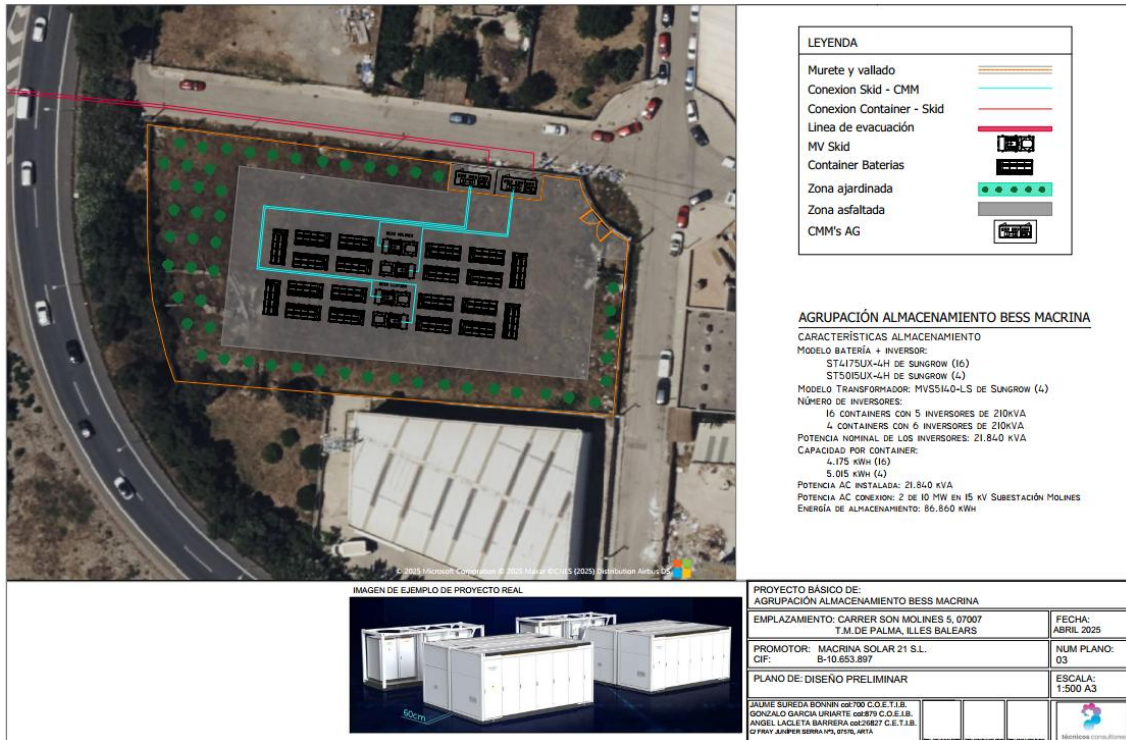 LEYENDA
Murete y vallado
Conexion Skid - CMM
Conexion Container - Skid
Linea de evacuación
MV Skid
Container Baterias
Zona ajardinada
Zona asfaltada
CMM's AG
AGRUPACIÓN ALMACENAMIENTO BESS MACRINA
CARACTERÍSTICAS ALMACENAMIENTO
MODELO BATERÍA + INVERSOR:
ST4175UX-4H DE SUNGROW (16)
ST5015UX-4H DE SUNGROW (4)
MODELO TRANSFORMADOR: MVS5140-LS DE SUNGROW (4)
NÚMERO DE INVERSORES:
16 CONTAINERS CON 5 INVERSORES DE 210KVA
4 CONTAINERS CON 6 INVERSORES DE 210KVA
POTENCIA NOMINAL DE LOS INVERSORES: 21.840 KVA
CAPACIDAD POR CONTAINER:
4.175 KWH (16)
5.015 KWH (4)
POTENCIA AC INSTALADA: 21.840 KVA
POTENCIA AC CONEXION: 2 DE 10 MW EN 15 KV SUBESTACIÓN MOLINES
ENERGÍA DE ALMACENAMIENTO: 86.860 KWH
© 2025 Microsoft Corporation © 2025 Maxar ©CNES (2025) Distribution Airbus DS
IMAGEN DE EJEMPLO DE PROYECTO REAL
60cm
PROYECTO BÁSICO DE:
AGRUPACIÓN ALMACENAMIENTO BESS MACRINA
EMPLAZAMIENTO: CARRER SON MOLINES 5, 07007
T.M.DE PALMA, ILLES BALEARS
FECHA:
ABRIL 2025
PROMOTOR: MACRINA SOLAR 21 S.L.
CIF: B-10.653.897
NUM PLANO:
03
PLANO DE: DISEÑO PRELIMINAR
ESCALA:
1:500 A3
JAUME SUREDA BONNIN col:700 C.O.E.T.I.B.
GONZALO GARCIA URIARTE col:879 C.O.E.I.B.
ANGEL LACLETA BARRERA col:26827 C.E.T.I.B.
C/ FRAY JUNÍPER SERRA Nº3, 07570, ARTÀ
técnicos consultores